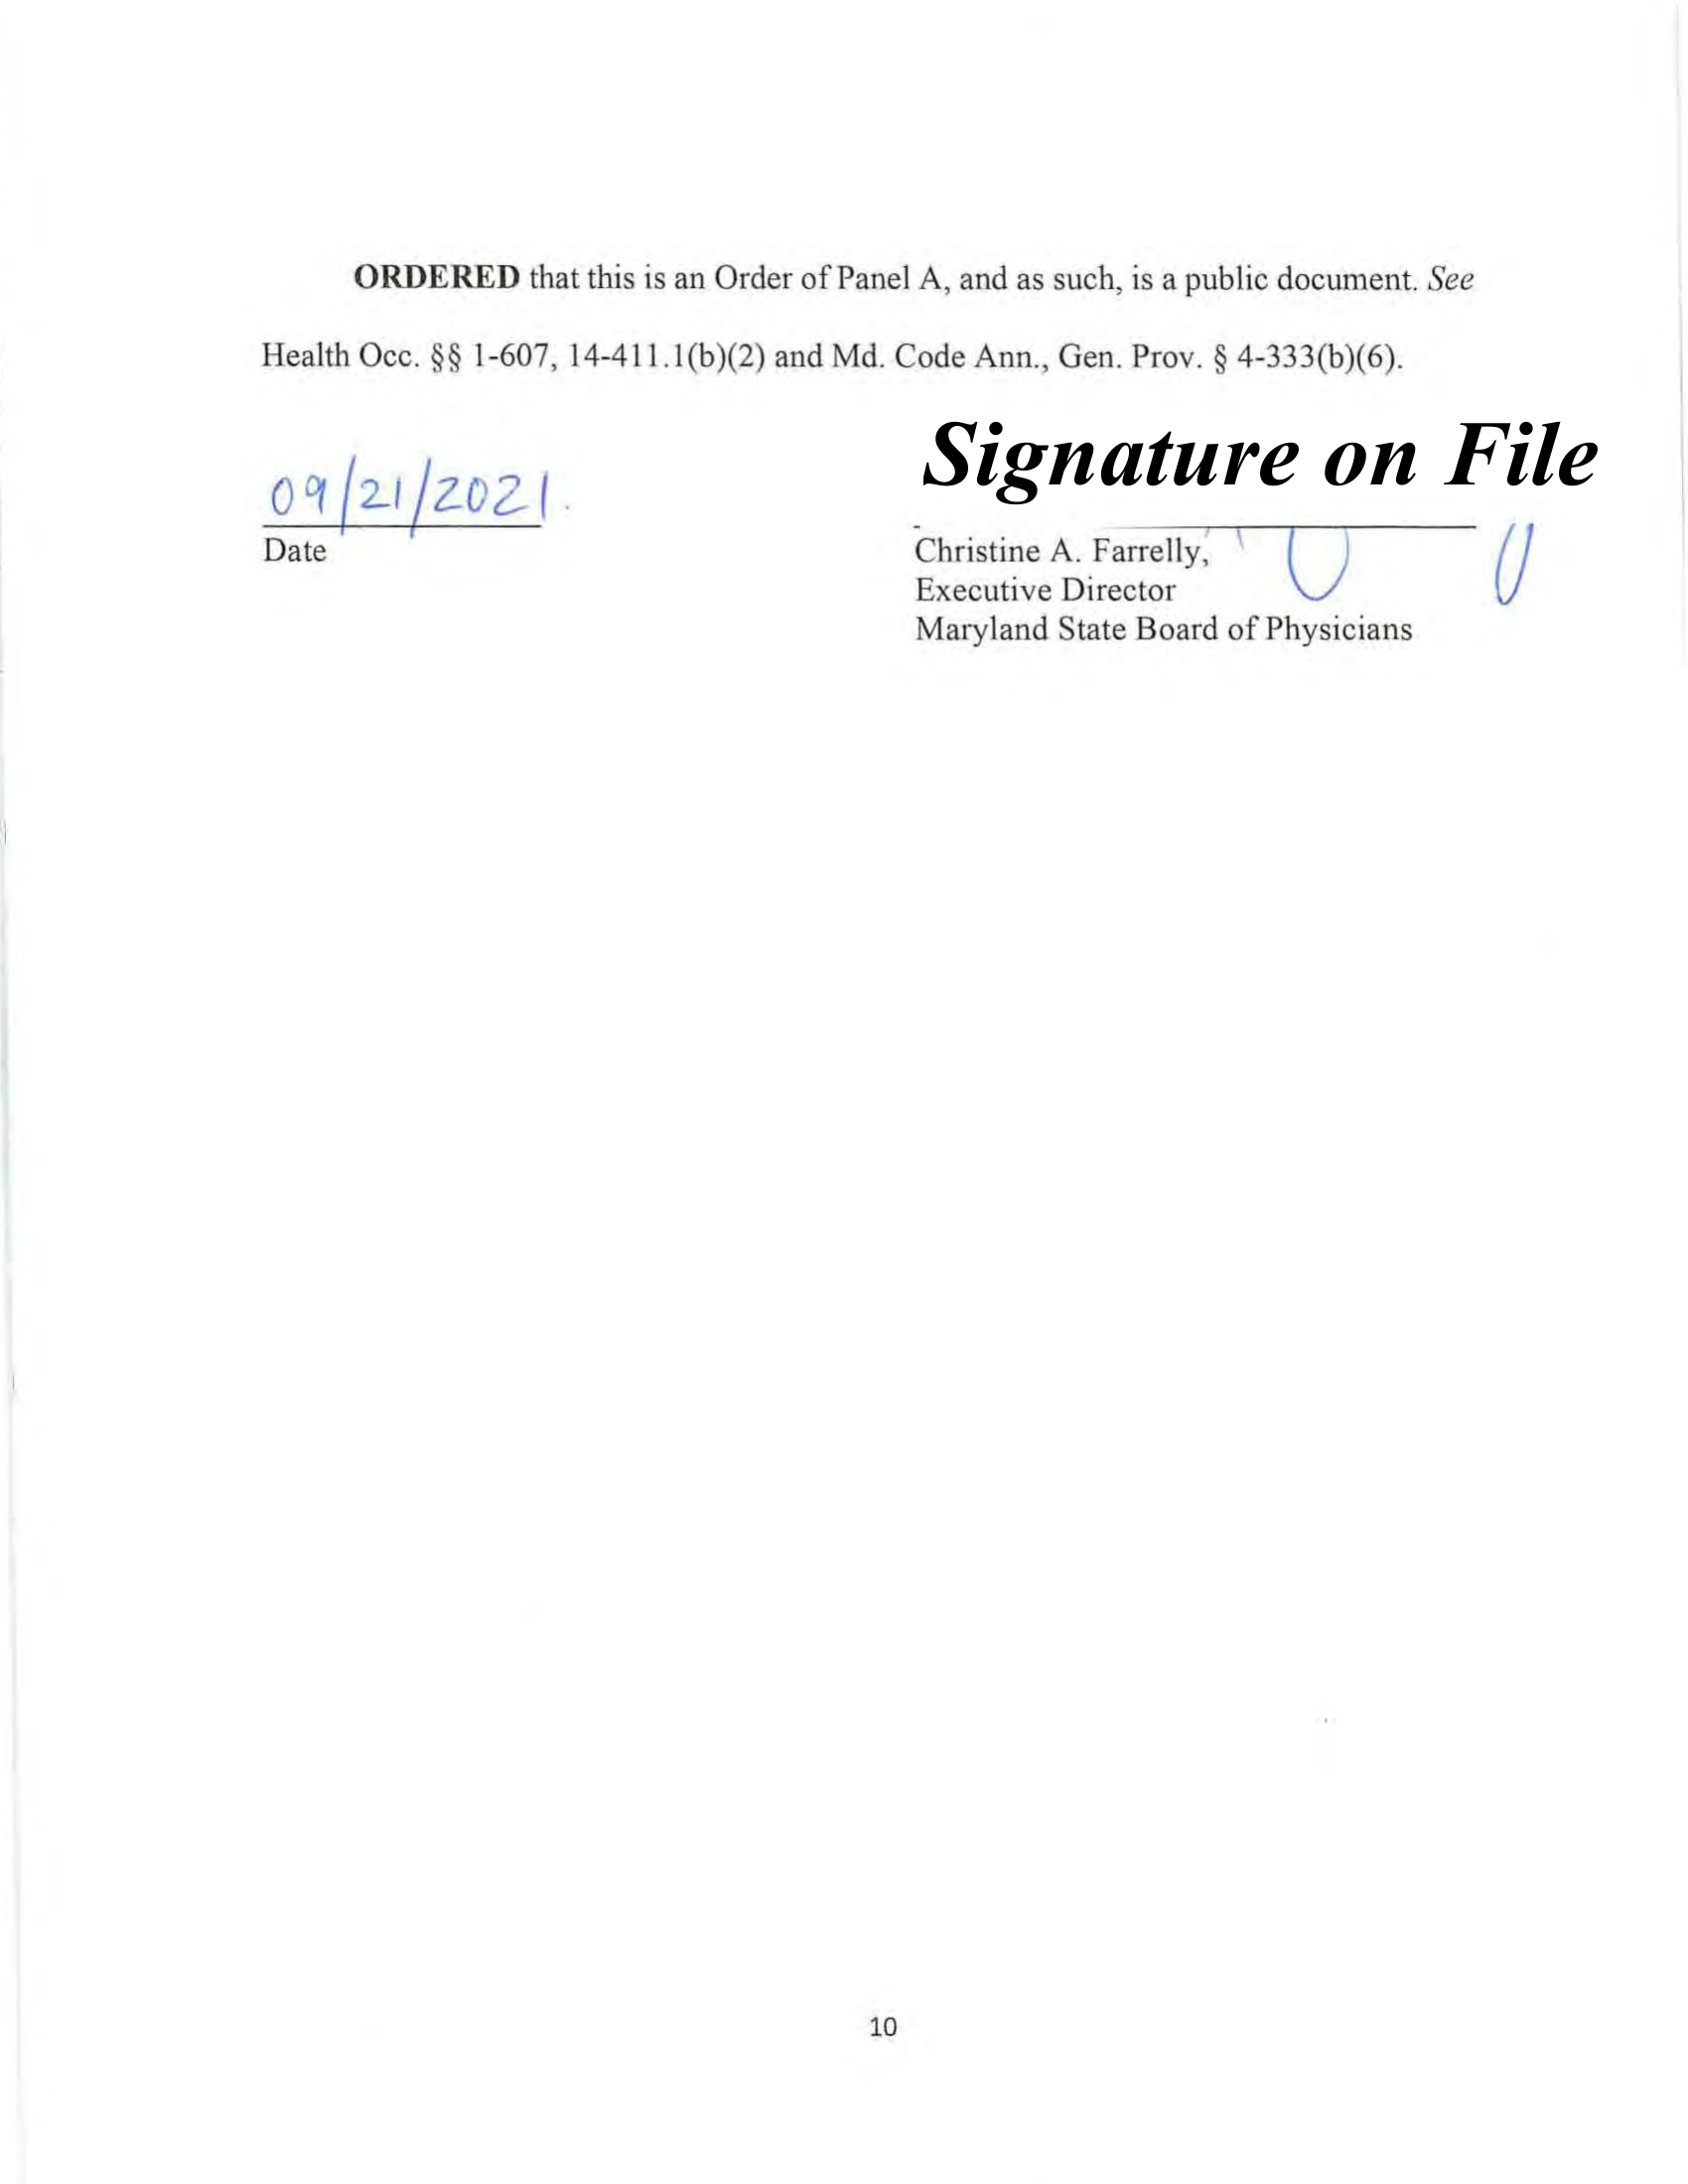 ORDERED that this is an Order of Panel A, and as such, is a public document. See
Health Occ. §§ 1-607, 14-411.1(b)(2) and Md. Code Ann., Gen. Prov. § 4-333(b)(6).
Signature on File
09/21/2021.
Date
Christine A. Farrelly,
Executive Director
Maryland State Board of Physicians
10